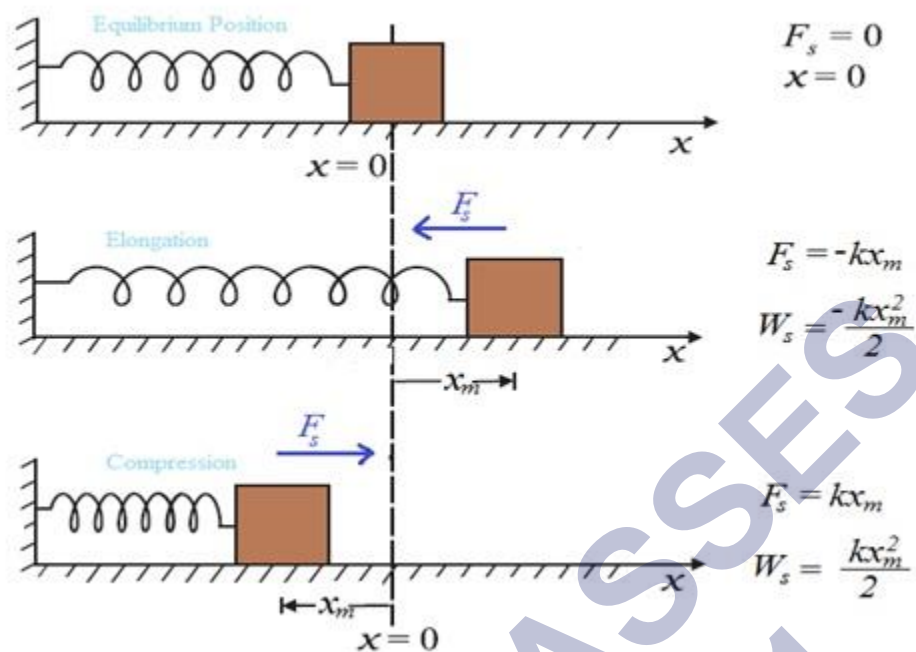 Equilibrium Position
F_s = 0
x = 0
x
x = 0
F_s
Elongation
F_s = -kx_m
W_s = - kx_m^2 / 2
x
x_m
F_s
Compression
F_s = kx_m
W_s = kx_m^2 / 2
x
x_m
x = 0
ASSES